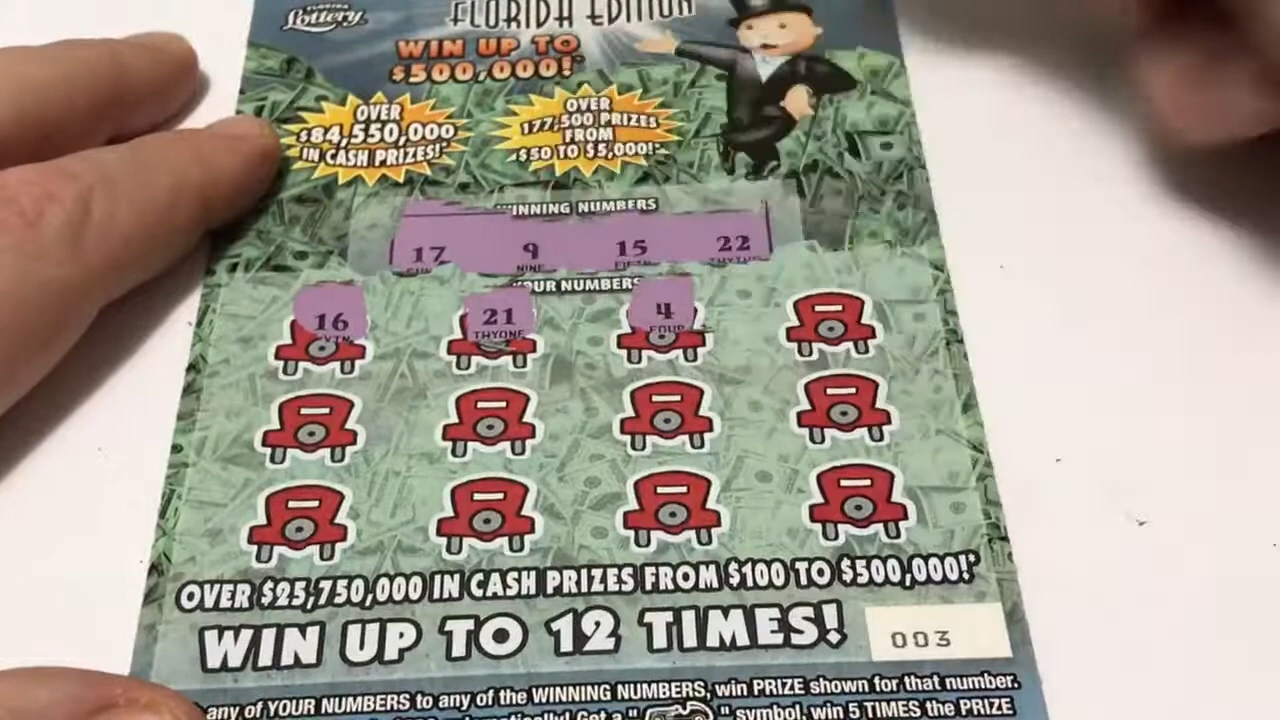 FLORIDA
Lottery
FLORIDA EDITION
WIN UP TO
$500,000!*
OVER
$84,550,000
IN CASH PRIZES!*
OVER
177,500 PRIZES
FROM
$50 TO $5,000!*
WINNING NUMBERS
17 9 15 22
NINE
YOUR NUMBERS
16 21 4
THYONE FOUR
OVER $25,750,000 IN CASH PRIZES FROM $100 TO $500,000!*
WIN UP TO 12 TIMES!
003
any of YOUR NUMBERS to any of the WINNING NUMBERS, win PRIZE shown for that number.
automatically! Got a " " symbol, win 5 TIMES the PRIZE